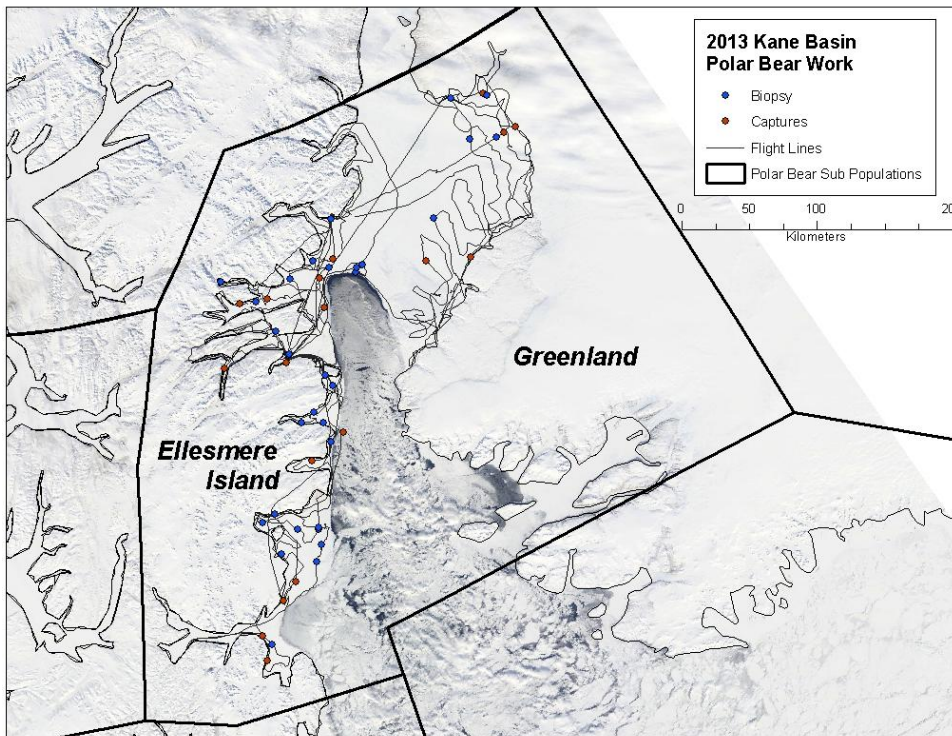 2013 Kane Basin
Polar Bear Work
Biopsy
Captures
Flight Lines
Polar Bear Sub Populations
0 50 100
Kilometers
Greenland
Ellesmere
Island